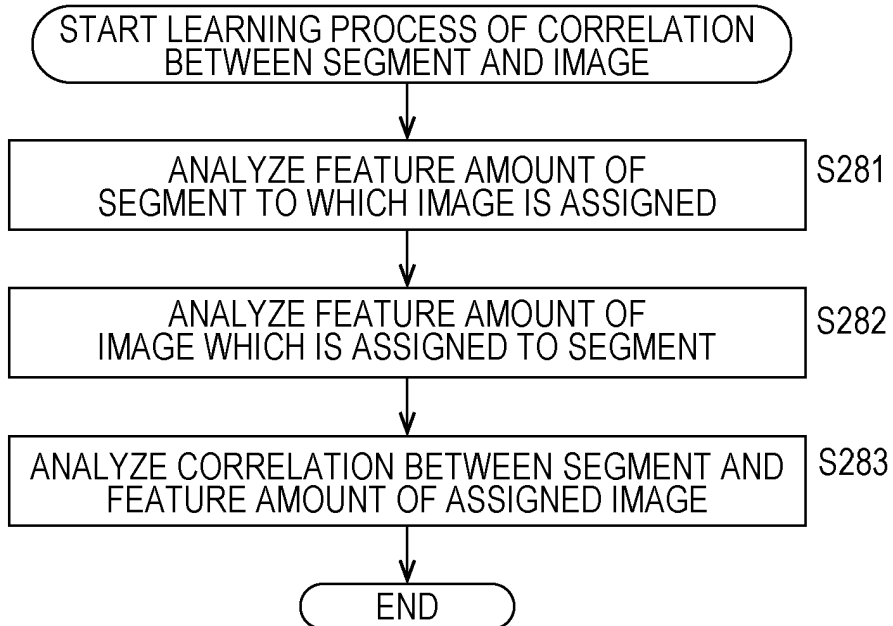 START LEARNING PROCESS OF CORRELATION
BETWEEN SEGMENT AND IMAGE
ANALYZE FEATURE AMOUNT OF
SEGMENT TO WHICH IMAGE IS ASSIGNED
S281
ANALYZE FEATURE AMOUNT OF
IMAGE WHICH IS ASSIGNED TO SEGMENT
S282
ANALYZE CORRELATION BETWEEN SEGMENT AND
FEATURE AMOUNT OF ASSIGNED IMAGE
S283
END